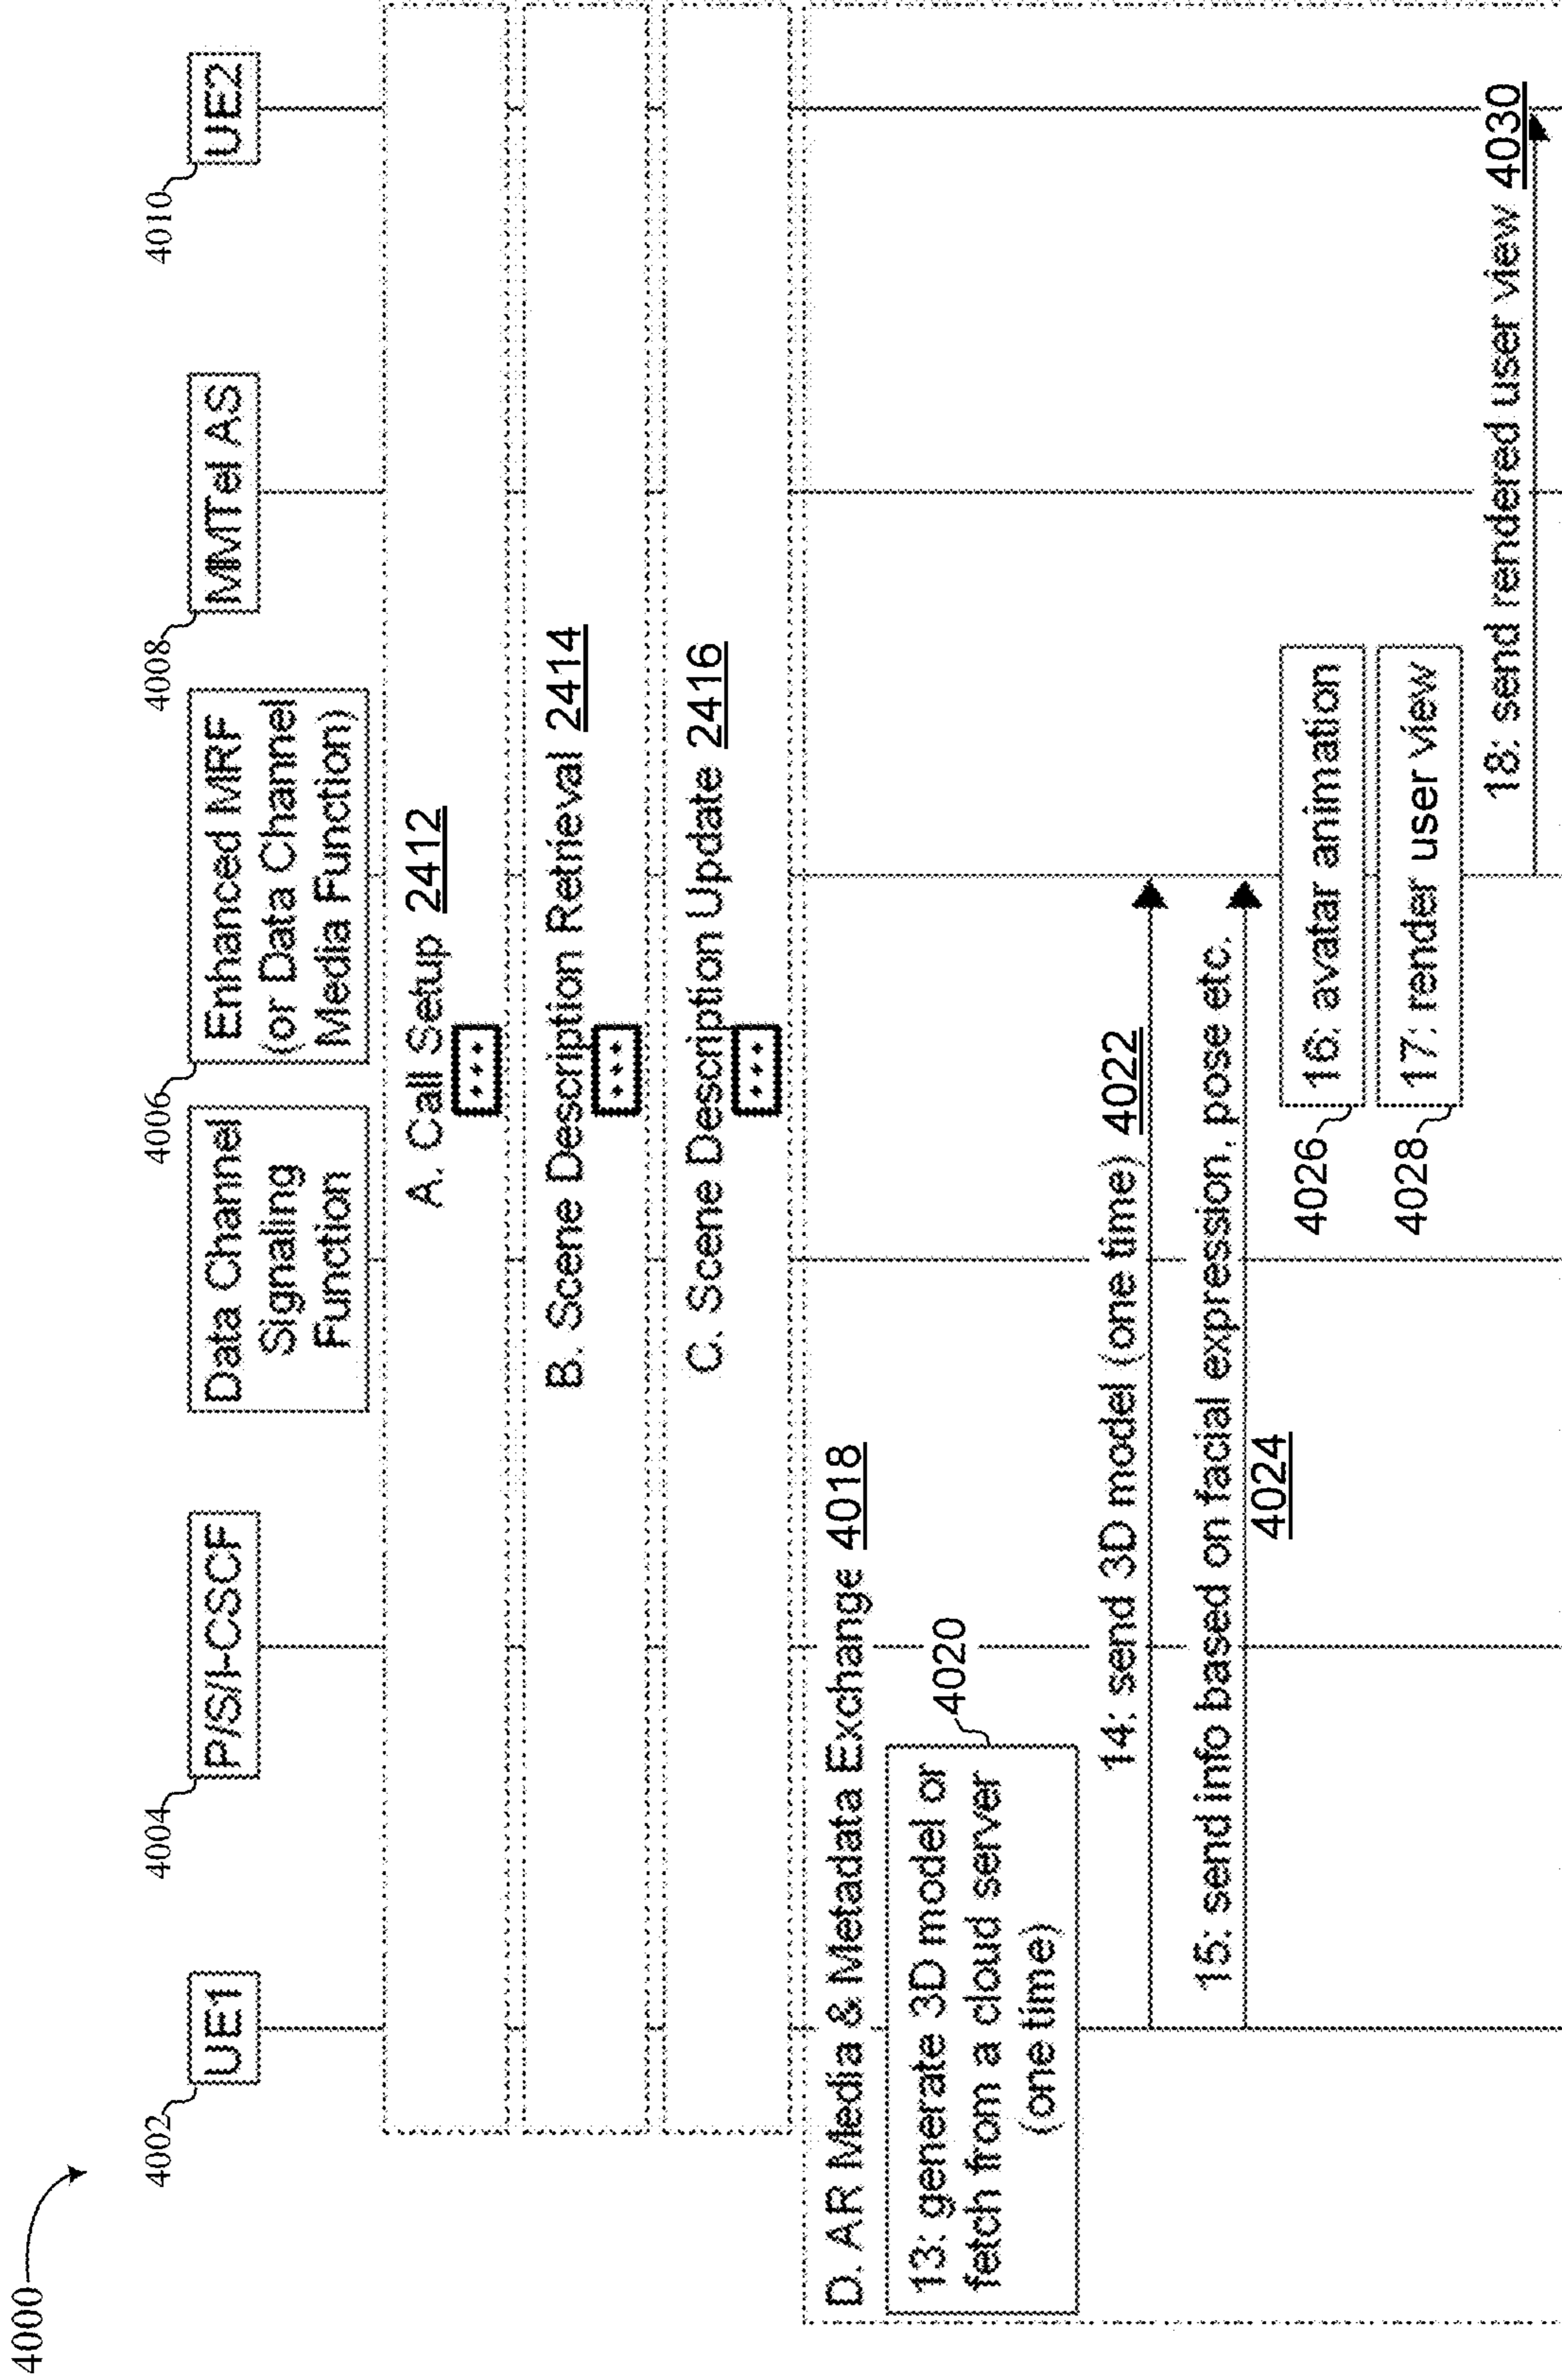 4000
4002
UE1
4004
P/S/I-CSCF
Data Channel
Signaling
Function
4006
Enhanced MRF
(or Data Channel
Media Function)
4008
MMTel AS
4010
UE2
A. Call Setup 2412
...
B. Scene Description Retrieval 2414
...
C. Scene Description Update 2416
...
D. AR Media & Metadata Exchange 4018
13: generate 3D model or
fetch from a cloud server
(one time)
4020
14: send 3D model (one time) 4022
15: send info based on facial expression, pose etc.
4024
4026
16: avatar animation
4028
17: render user view
18: send rendered user view 4030